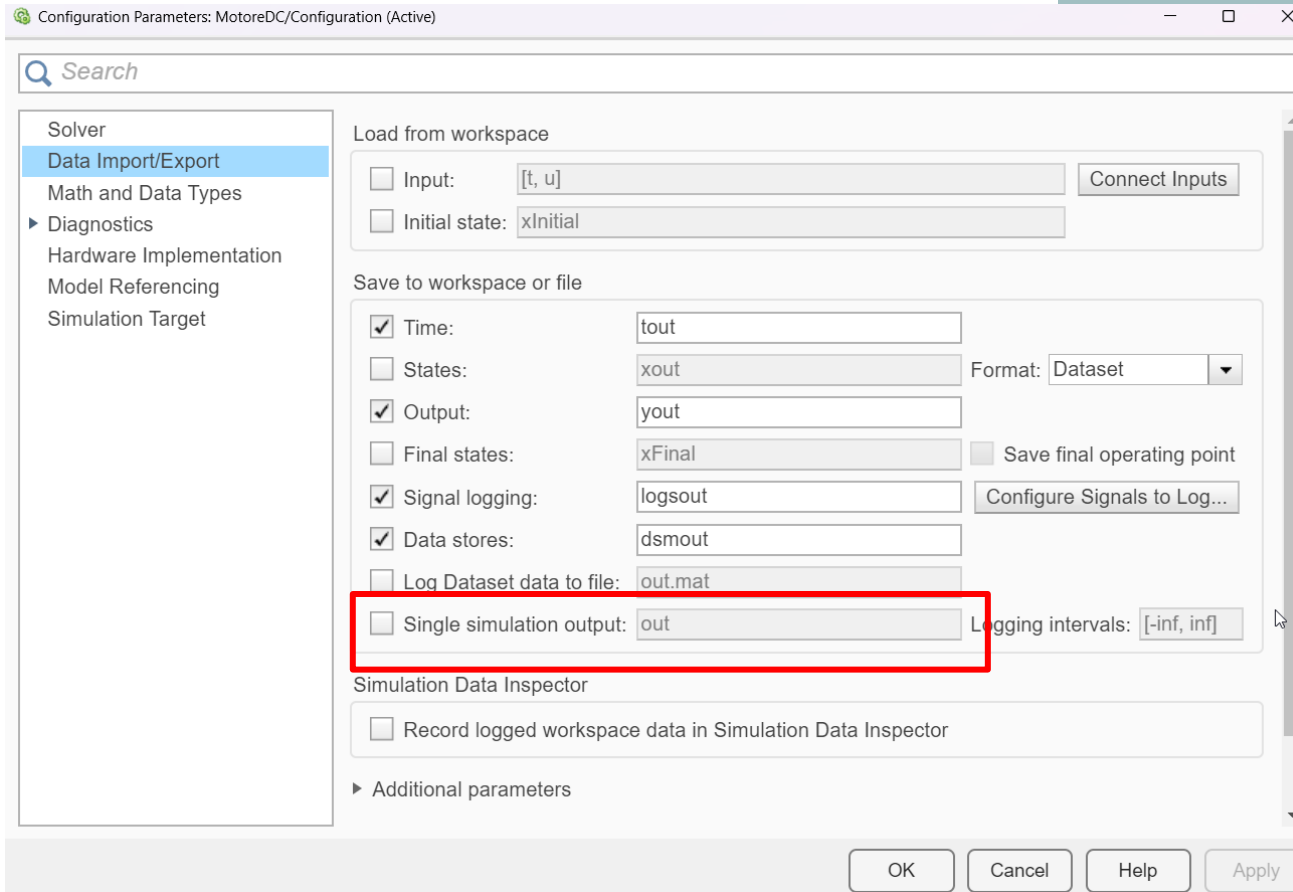 Configuration Parameters: MotoreDC/Configuration (Active)
Search
Solver
Data Import/Export
Math and Data Types
Diagnostics
Hardware Implementation
Model Referencing
Simulation Target
Load from workspace
Input: [t, u] Connect Inputs
Initial state: xInitial
Save to workspace or file
Time: tout
States: xout Format: Dataset
Output: yout
Final states: xFinal Save final operating point
Signal logging: logsout Configure Signals to Log...
Data stores: dsmout
Log Dataset data to file: out.mat
Single simulation output: out Logging intervals: [-inf, inf]
Simulation Data Inspector
Record logged workspace data in Simulation Data Inspector
Additional parameters
OK Cancel Help Apply